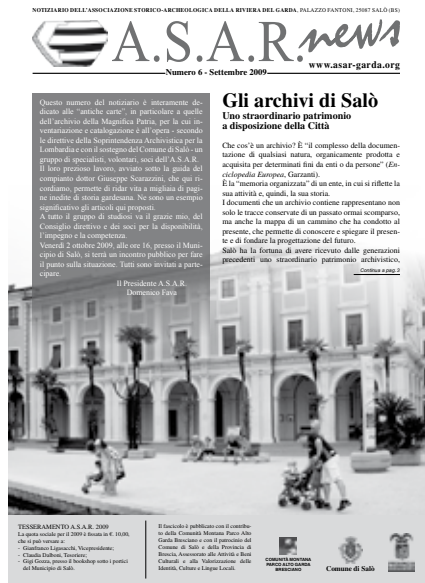 NOTIZIARIO DELL'ASSOCIAZIONE STORICO-ARCHEOLOGICA DELLA RIVIERA DEL GARDA, PALAZZO FANTONI, 25087 SALÒ (BS)
A.S.A.R. news
www.asar-garda.org
Numero 6 - Settembre 2009
Questo numero del notiziario è interamente de-
dicato alle “antiche carte”, in particolare a quelle
dell'archivio della Magnifica Patria, per la cui in-
ventariazione e catalogazione è all'opera - secondo
le direttive della Soprintendenza Archivistica per la
Lombardia e con il sostegno del Comune di Salò - un
gruppo di specialisti, volontari, soci dell'A.S.A.R.
Il loro prezioso lavoro, avviato sotto la guida del
compianto dottor Giuseppe Scarazzini, che qui ri-
cordiamo, permette di ridar vita a migliaia di pagi-
ne inedite di storia gardesana. Ne sono un esempio
significativo gli articoli qui proposti.
A tutto il gruppo di studiosi va il grazie mio, del
Consiglio direttivo e dei soci per la disponibilità,
l'impegno e la competenza.
Venerdì 2 ottobre 2009, alle ore 16, presso il Muni-
cipio di Salò, si terrà un incontro pubblico per fare
il punto sulla situazione. Tutti sono invitati a parte-
cipare.
Il Presidente A.S.A.R.
Domenico Fava
Gli archivi di Salò
Uno straordinario patrimonio
a disposizione della Città
Che cos'è un archivio? È “il complesso della documen-
tazione di qualsiasi natura, organicamente prodotta e
acquisita per determinati fini da enti o da persone” (En-
ciclopedia Europea, Garzanti).
È la “memoria organizzata” di un ente, in cui si riflette la
sua attività e, quindi, la sua storia.
I documenti che un archivio contiene rappresentano non
solo le tracce conservate di un passato ormai scomparso,
ma anche la mappa di un cammino che ha condotto al
presente, che permette di conoscere e spiegare il presen-
te e di fondare la progettazione del futuro.
Salò ha la fortuna di avere ricevuto dalle generazioni
precedenti uno straordinario patrimonio archivistico,
Continua a pag. 2
TESSERAMENTO A.S.A.R. 2009
La quota sociale per il 2009 è fissata in € 10,00,
che si può versare a:
- Gianfranco Ligasacchi, Vicepresidente;
- Claudia Dalboni, Tesoriere;
- Gigi Gozza, presso il bookshop sotto i portici
del Municipio di Salò.
Il fascicolo è pubblicato con il contribu-
to della Comunità Montana Parco Alto
Garda Bresciano e con il patrocinio del
Comune di Salò e della Provincia di
Brescia, Assessorato alle Attività e Beni
Culturali e alla Valorizzazione delle
Identità, Culture e Lingue Locali.
COMUNITÀ MONTANA
PARCO ALTO GARDA
BRESCIANO
Comune di Salò